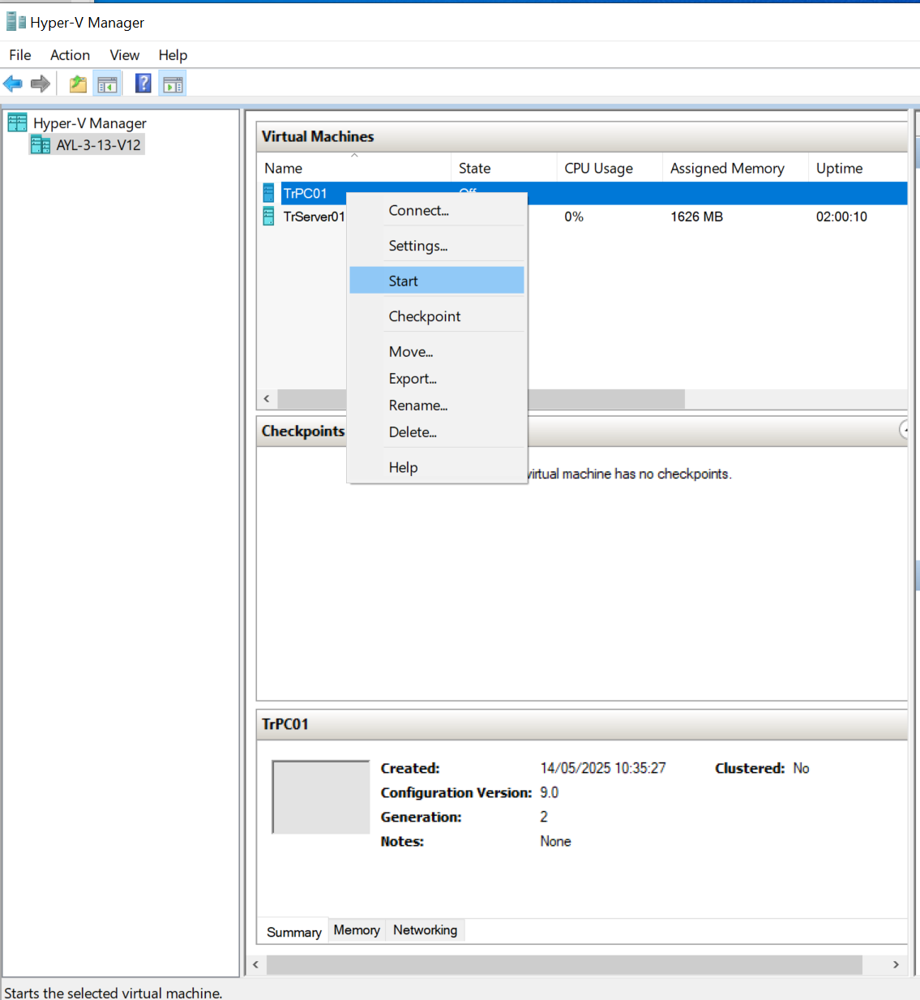 Hyper-V Manager
File Action View Help
Hyper-V Manager
AYL-3-13-V12
Virtual Machines
Name State CPU Usage Assigned Memory Uptime
TrPC01 Off
TrServer01 0% 1626 MB 02:00:10
Connect...
Settings...
Start
Checkpoint
Move...
Export...
Rename...
Delete...
Help
Checkpoints
virtual machine has no checkpoints.
TrPC01
Created: 14/05/2025 10:35:27 Clustered: No
Configuration Version: 9.0
Generation: 2
Notes: None
Summary Memory Networking
Starts the selected virtual machine.